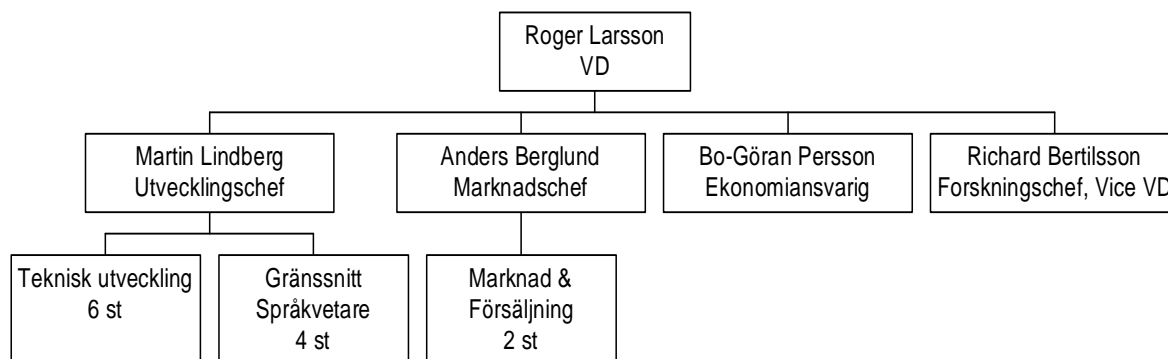 Roger Larsson
VD
Martin Lindberg
Utvecklingschef
Anders Berglund
Marknadschef
Bo-Göran Persson
Ekonomiansvarig
Richard Bertilsson
Forskningschef, Vice VD
Teknisk utveckling
6 st
Gränssnitt
Språkvetare
4 st
Marknad &
Försäljning
2 st